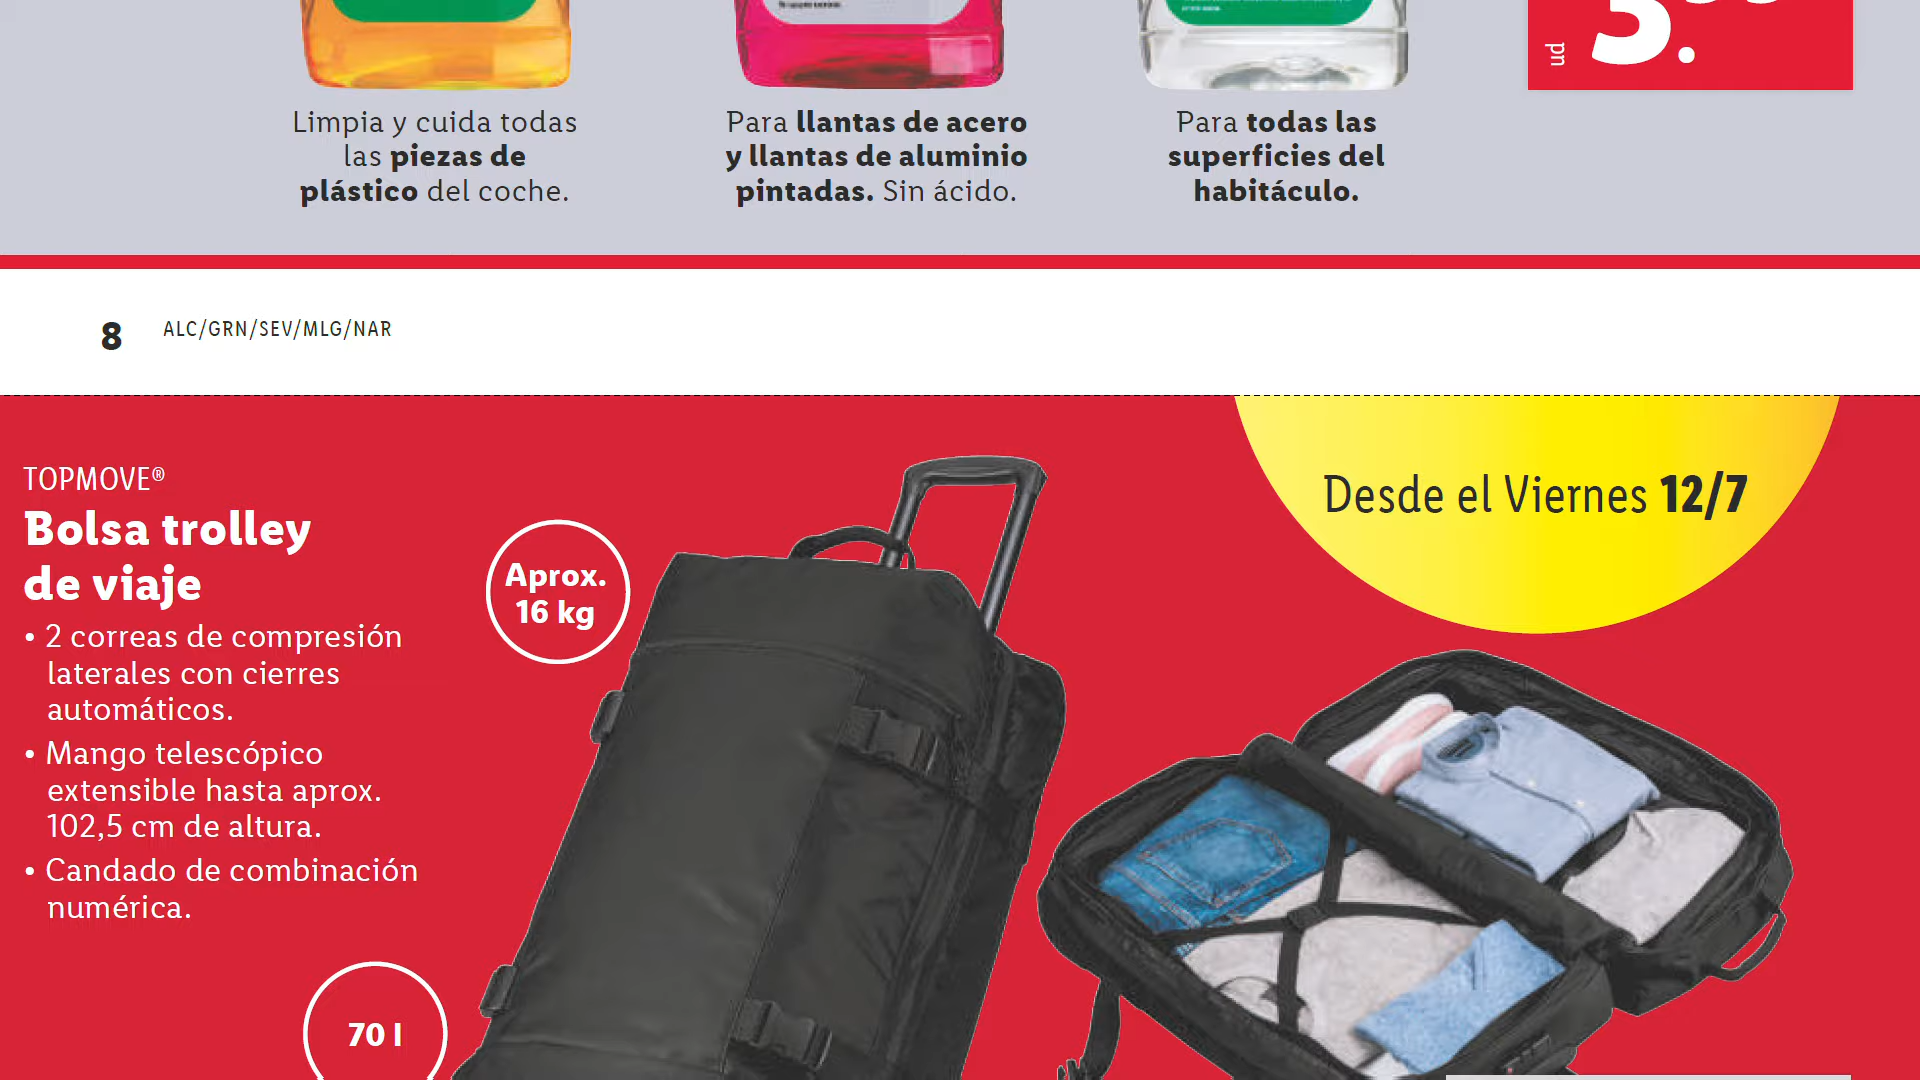 Limpia y cuida todas
las piezas de
plástico del coche.
Para llantas de acero
y llantas de aluminio
pintadas. Sin ácido.
Para todas las
superficies del
habitáculo.
ud
3.
8 ALC/GRN/SEV/MLG/NAR
Desde el Viernes 12/7
TOPMOVE®
Bolsa trolley
de viaje
• 2 correas de compresión
laterales con cierres
automáticos.
• Mango telescópico
extensible hasta aprox.
102,5 cm de altura.
• Candado de combinación
numérica.
Aprox.
16 kg
70 l